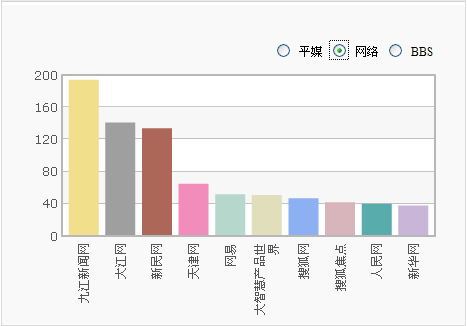 平媒 网络 BBS
200
160
120
80
40
0
九江新闻网
大江网
新民网
天津网
网易
大智慧产品世
界
搜狐网
搜狐焦点
人民网
新华网